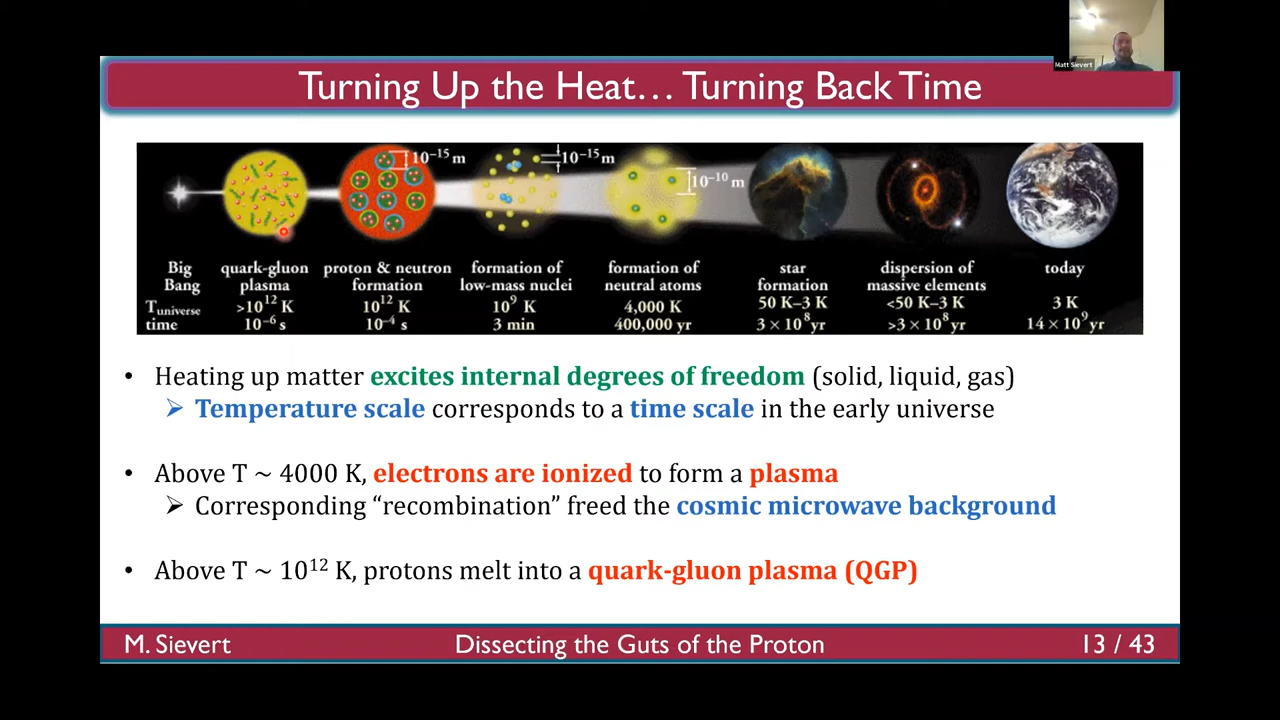 Matt Sievert
Turning Up the Heat... Turning Back Time
10⁻¹⁵ m
10⁻¹⁵ m
10⁻¹⁰ m
Big Bang
quark-gluon plasma
proton & neutron formation
formation of low-mass nuclei
formation of neutral atoms
star formation
dispersion of massive elements
today
T universe >10¹² K 10¹² K 10⁹ K 4,000 K 50 K–3 K <50 K–3 K 3 K
time 10⁻⁶ s 10⁻⁴ s 3 min 400,000 yr 3 × 10⁸ yr >3 × 10⁸ yr 14 × 10⁹ yr
• Heating up matter excites internal degrees of freedom (solid, liquid, gas)
➢ Temperature scale corresponds to a time scale in the early universe
• Above T ~ 4000 K, electrons are ionized to form a plasma
➢ Corresponding “recombination” freed the cosmic microwave background
• Above T ~ 10¹² K, protons melt into a quark-gluon plasma (QGP)
M. Sievert Dissecting the Guts of the Proton 13 / 43